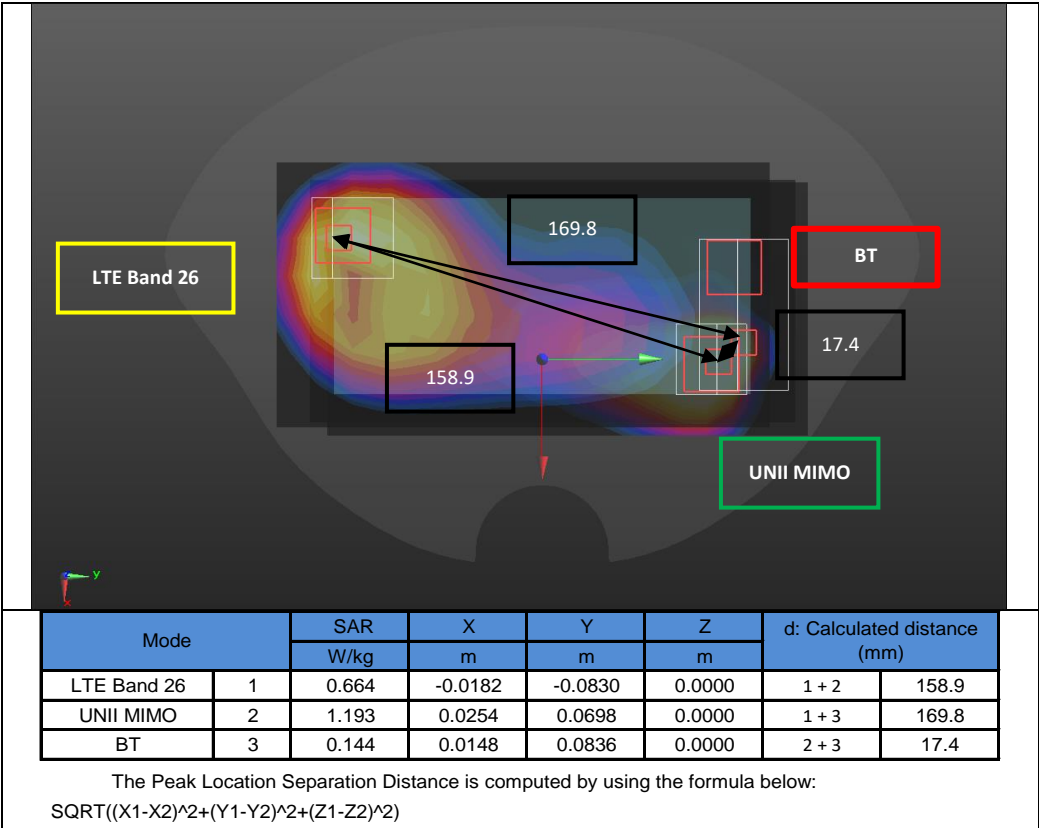 169.8
BT
LTE Band 26
17.4
158.9
UNII MIMO
Y
X
Mode SAR X Y Z d: Calculated distance (mm)
W/kg m m m
LTE Band 26 1 0.664 -0.0182 -0.0830 0.0000 1 + 2 158.9
UNII MIMO 2 1.193 0.0254 0.0698 0.0000 1 + 3 169.8
BT 3 0.144 0.0148 0.0836 0.0000 2 + 3 17.4
The Peak Location Separation Distance is computed by using the formula below:
SQRT((X1-X2)^2+(Y1-Y2)^2+(Z1-Z2)^2)